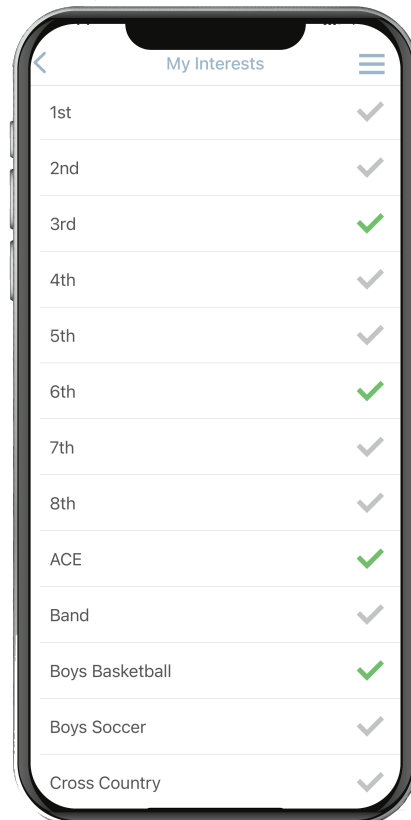 My Interests
1st
2nd
3rd
4th
5th
6th
7th
8th
ACE
Band
Boys Basketball
Boys Soccer
Cross Country